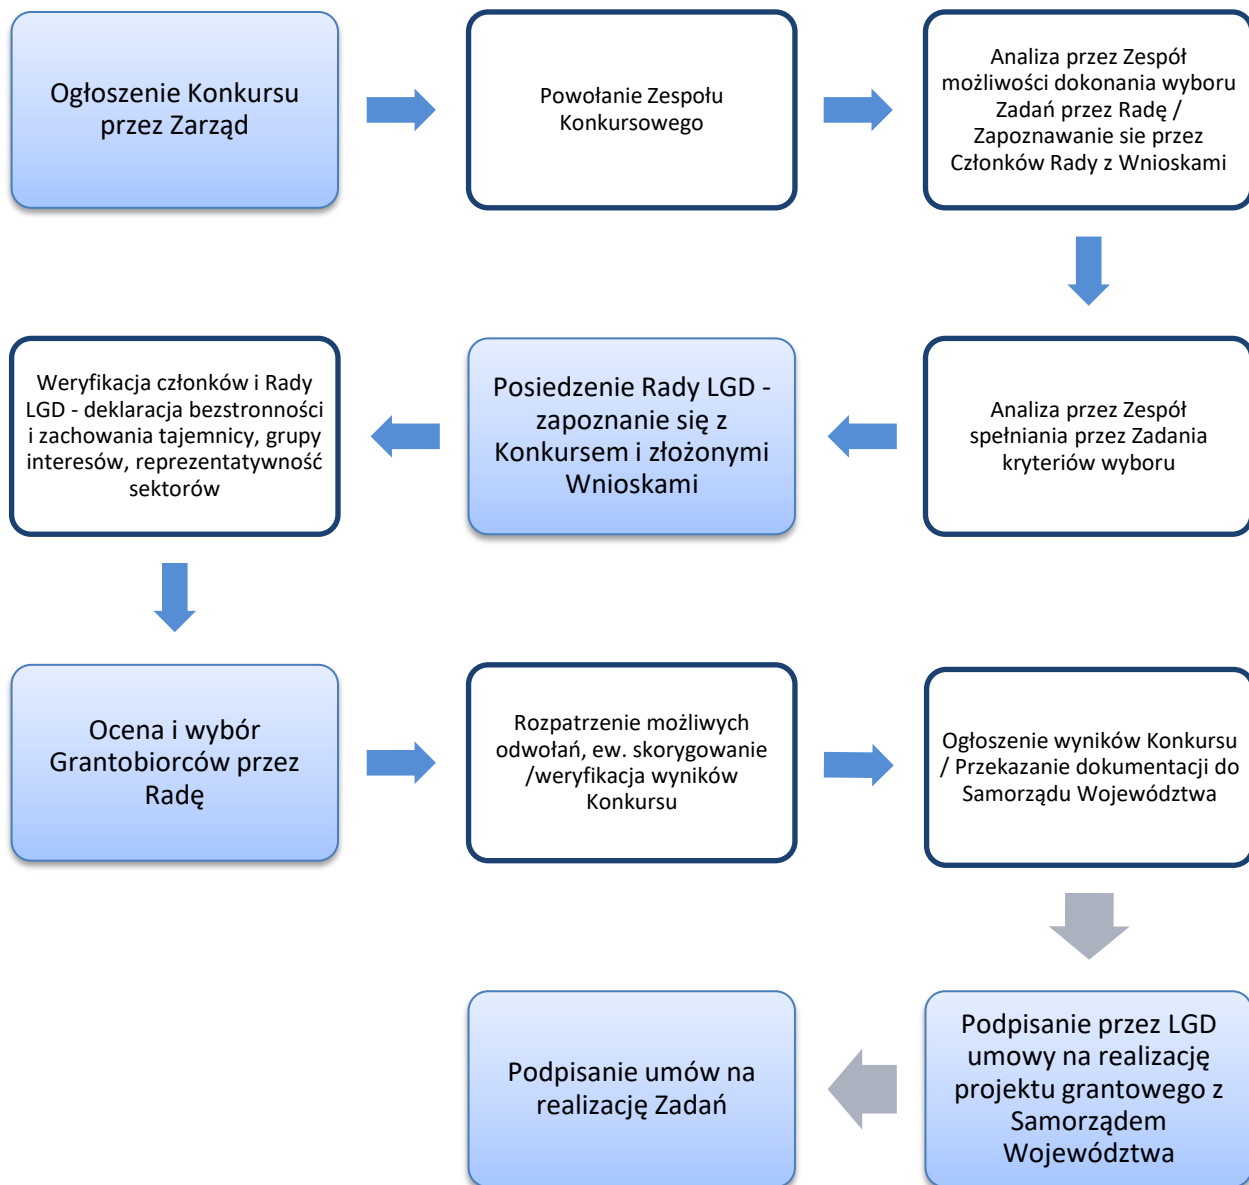 Ogłoszenie Konkursu
przez Zarząd
Powołanie Zespołu
Konkursowego
Analiza przez Zespół
możliwości dokonania wyboru
Zadań przez Radę /
Zapoznawanie sie przez
Członków Rady z Wnioskami
Analiza przez Zespół
spełniania przez Zadania
kryteriów wyboru
Posiedzenie Rady LGD -
zapoznanie się z
Konkursem i złożonymi
Wnioskami
Weryfikacja członków i Rady
LGD - deklaracja bezstronności
i zachowania tajemnicy, grupy
interesów, reprezentatywność
sektorów
Ocena i wybór
Grantobiorców przez
Radę
Rozpatrzenie możliwych
odwołań, ew. skorygowanie
/weryfikacja wyników
Konkursu
Ogłoszenie wyników Konkursu
/ Przekazanie dokumentacji do
Samorządu Województwa
Podpisanie przez LGD
umowy na realizację
projektu grantowego z
Samorządem
Województwa
Podpisanie umów na
realizację Zadań